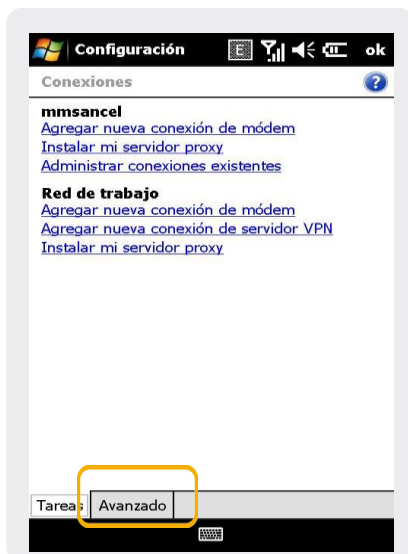 Configuración
E
ok
Conexiones
?
mmsancel
Agregar nueva conexión de módem
Instalar mi servidor proxy
Administrar conexiones existentes
Red de trabajo
Agregar nueva conexión de módem
Agregar nueva conexión de servidor VPN
Instalar mi servidor proxy
Tareas
Avanzado